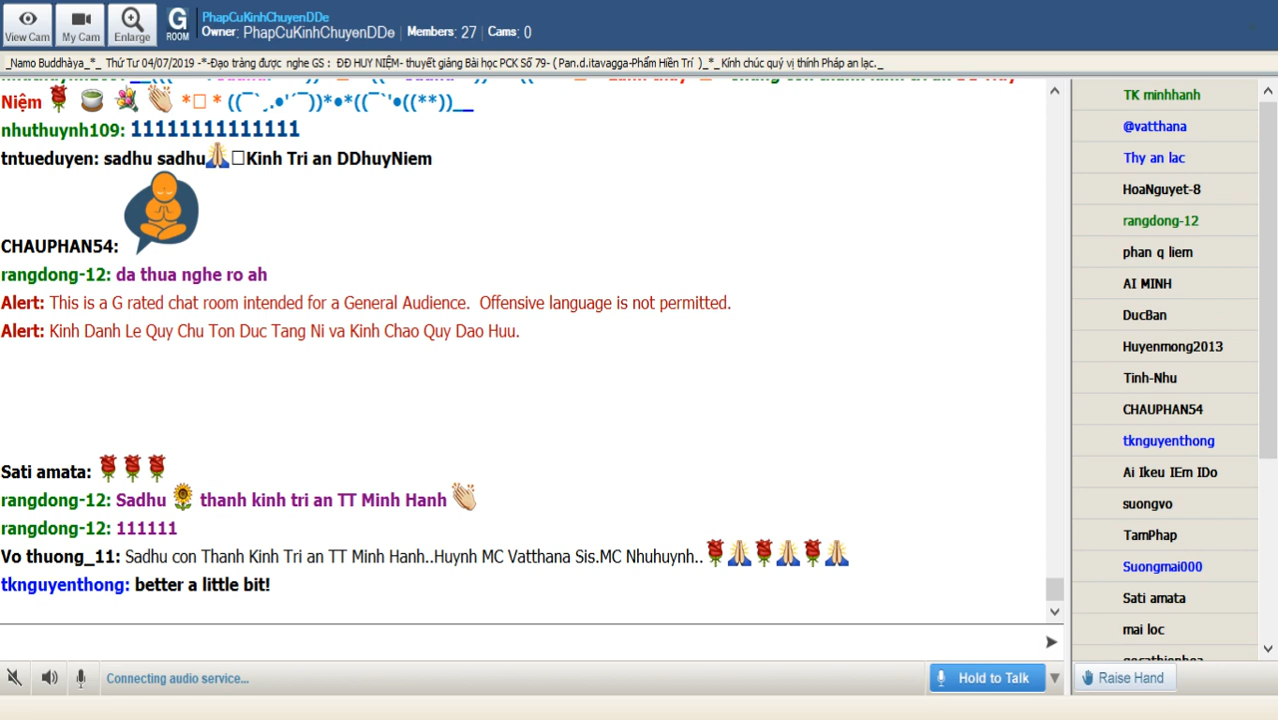 View Cam
My Cam
Enlarge
G
ROOM
PhapCuKinhChuyenDDe
Owner: PhapCuKinhChuyenDDe Members: 27 Cams: 0
_Namo Buddhàya_*_ Thứ Tư 04/07/2019 -*-Đạo tràng được nghe GS : ĐĐ HUY NIỆM- thuyết giảng Bài học PCK Số 79- ( Pan.d.itavagga-Phẩm Hiền Trí )_*_ Kính chúc quý vị thính Pháp an lạc._
Niệm
nhuthuynh109: 11111111111111
tntueduyen: sadhu sadhu Kinh Tri an DDhuyNiem
CHAUPHAN54:
rangdong-12: da thua nghe ro ah
Alert: This is a G rated chat room intended for a General Audience. Offensive language is not permitted.
Alert: Kinh Danh Le Quy Chu Ton Duc Tang Ni va Kinh Chao Quy Dao Huu.
Sati amata:
rangdong-12: Sadhu thanh kinh tri an TT Minh Hanh
rangdong-12: 111111
Vo thuong_11: Sadhu con Thanh Kinh Tri an TT Minh Hanh..Huynh MC Vatthana Sis.MC Nhuhuynh..
tknguyenthong: better a little bit!
Connecting audio service...
Hold to Talk
TK minhhanh
@vatthana
Thy an lac
HoaNguyet-8
rangdong-12
phan q liem
AI MINH
DucBan
Huyenmong2013
Tinh-Nhu
CHAUPHAN54
tknguyenthong
Ai Ikeu IEm IDo
suongvo
TamPhap
Suongmai000
Sati amata
mai loc
Raise Hand